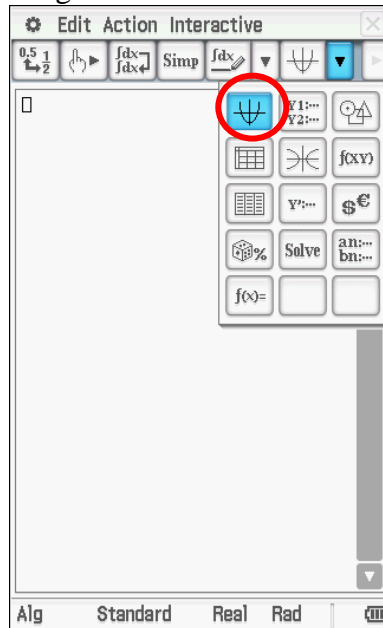 Edit Action Interactive
0.5 1 2 ∫dx ∫dx Simp ∫dx
Y1:··· Y2:···
f(XY)
Y':··· $€
% Solve an:··· bn:···
f(x)=
Alg Standard Real Rad